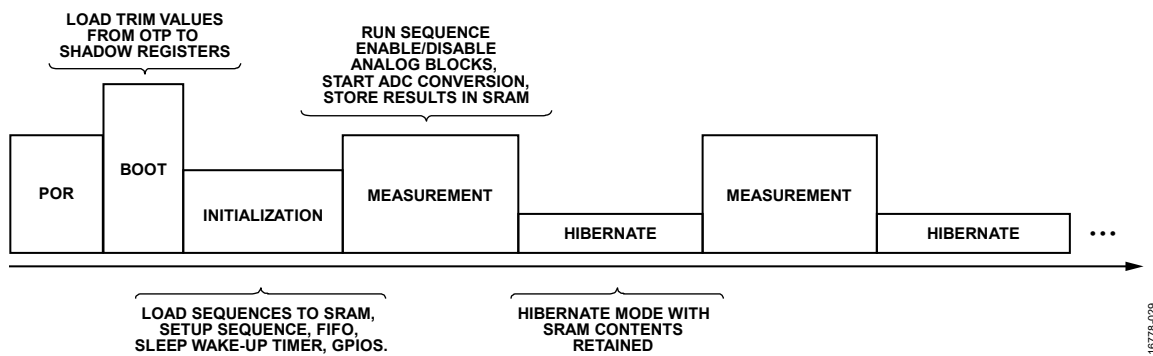 LOAD TRIM VALUES
FROM OTP TO
SHADOW REGISTERS
RUN SEQUENCE
ENABLE/DISABLE
ANALOG BLOCKS,
START ADC CONVERSION,
STORE RESULTS IN SRAM
POR
BOOT
INITIALIZATION
MEASUREMENT
HIBERNATE
MEASUREMENT
HIBERNATE
...
LOAD SEQUENCES TO SRAM,
SETUP SEQUENCE, FIFO,
SLEEP WAKE-UP TIMER, GPIOS.
HIBERNATE MODE WITH
SRAM CONTENTS
RETAINED
16778-029